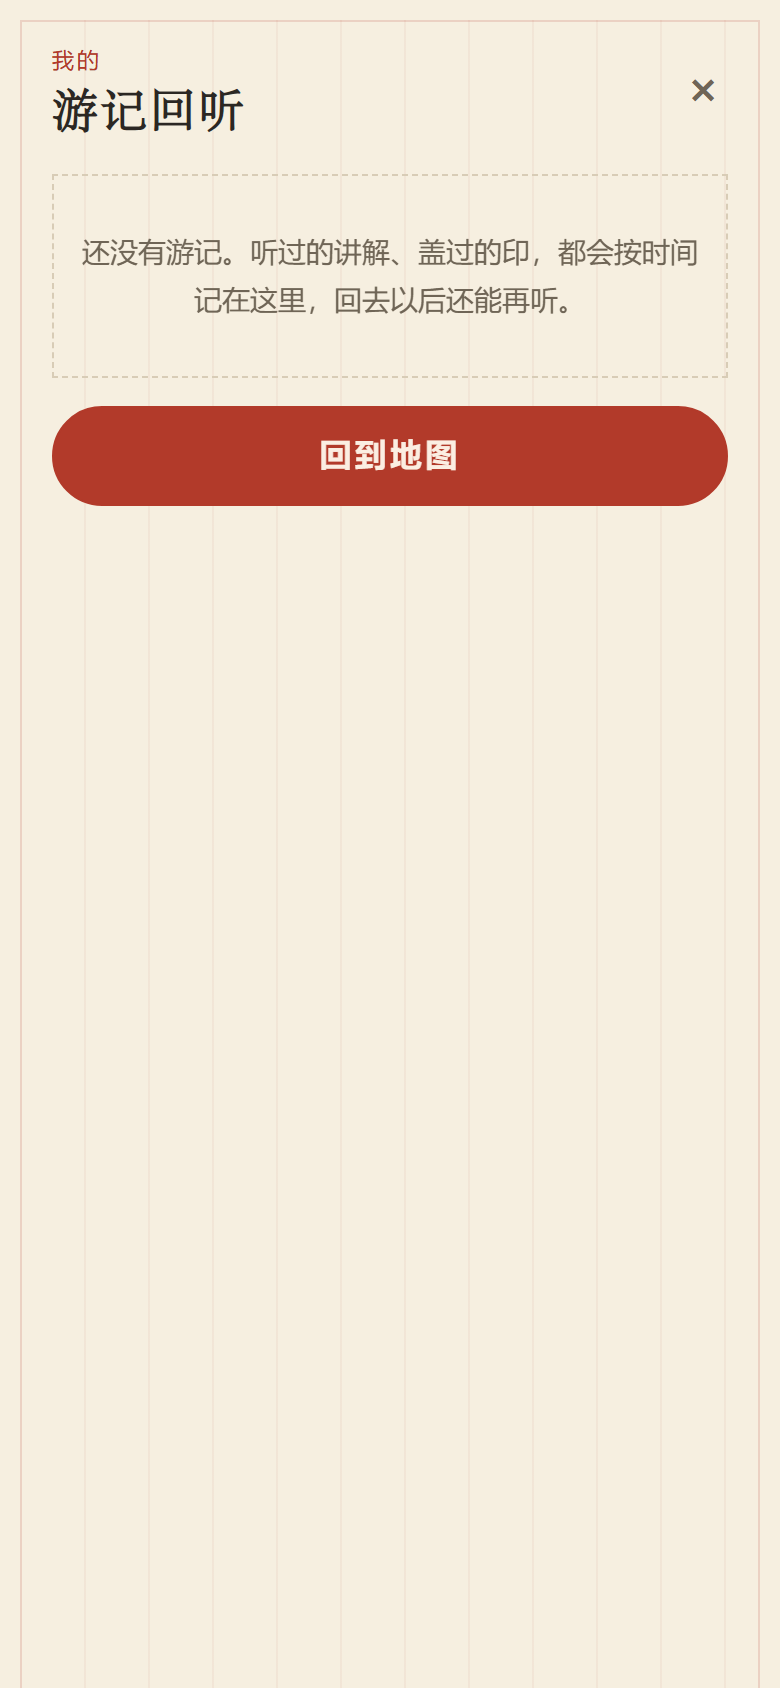 我的
游记回听
×
还没有游记。听过的讲解、盖过的印，都会按时间
记在这里，回去以后还能再听。
回到地图